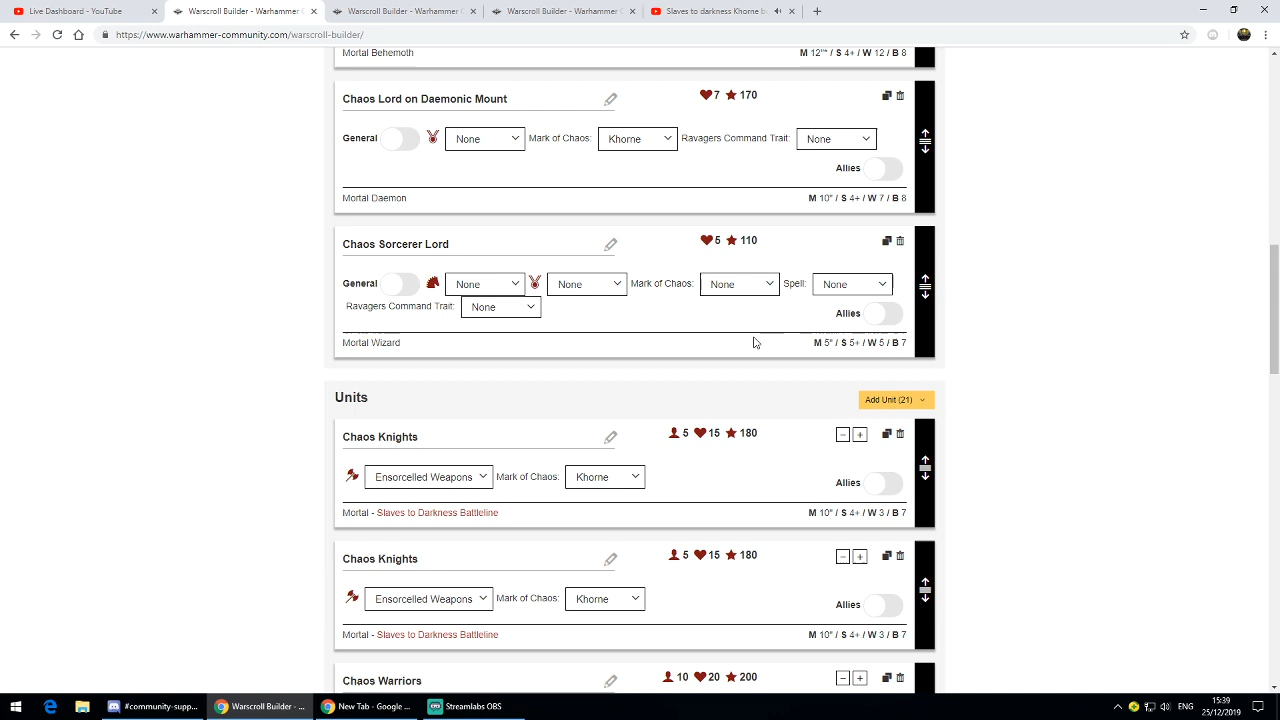 Live Dashboard - YouTube
Warscroll Builder - Warhammer
Warscroll Builder - Warhammer
Warscroll Builder - Warhammer
Slaves to darkness Khorne
https://www.warhammer-community.com/warscroll-builder/
Mortal Behemoth M 12"* / S 4+ / W 12 / B 8
Chaos Lord on Daemonic Mount 7 170
General None Mark of Chaos: Khorne Ravagers Command Trait: None
Allies
Mortal Daemon M 10" / S 4+ / W 7 / B 8
Chaos Sorcerer Lord 5 110
General None None Mark of Chaos: None Spell: None
Ravagers Command Trait: None Allies
Mortal Wizard M 5" / S 5+ / W 5 / B 7
Units Add Unit (21)
Chaos Knights 5 15 180
Ensorcelled Weapons Mark of Chaos: Khorne
Allies
Mortal - Slaves to Darkness Battleline M 10" / S 4+ / W 3 / B 7
Chaos Knights 5 15 180
Ensorcelled Weapons Mark of Chaos: Khorne
Allies
Mortal - Slaves to Darkness Battleline M 10" / S 4+ / W 3 / B 7
Chaos Warriors 10 20 200
#community-supp... Warscroll Builder - ... New Tab - Google ... Streamlabs OBS ENG 15:39
25/12/2019